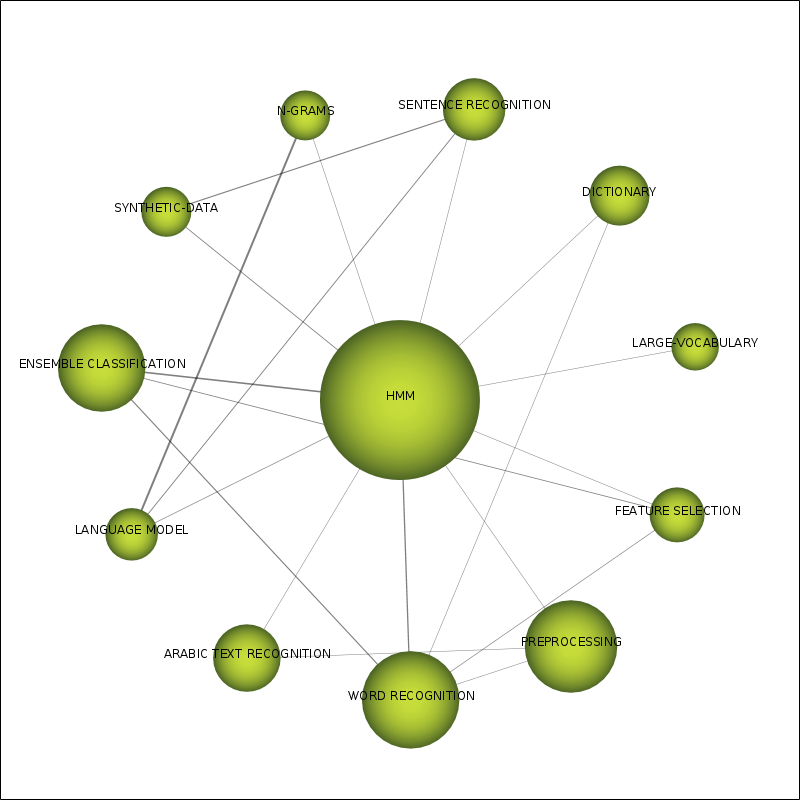 SENTENCE RECOGNITION
N-GRAMS
DICTIONARY
SYNTHETIC-DATA
LARGE-VOCABULARY
ENSEMBLE CLASSIFICATION
HMM
FEATURE SELECTION
LANGUAGE MODEL
PREPROCESSING
ARABIC TEXT RECOGNITION
WORD RECOGNITION